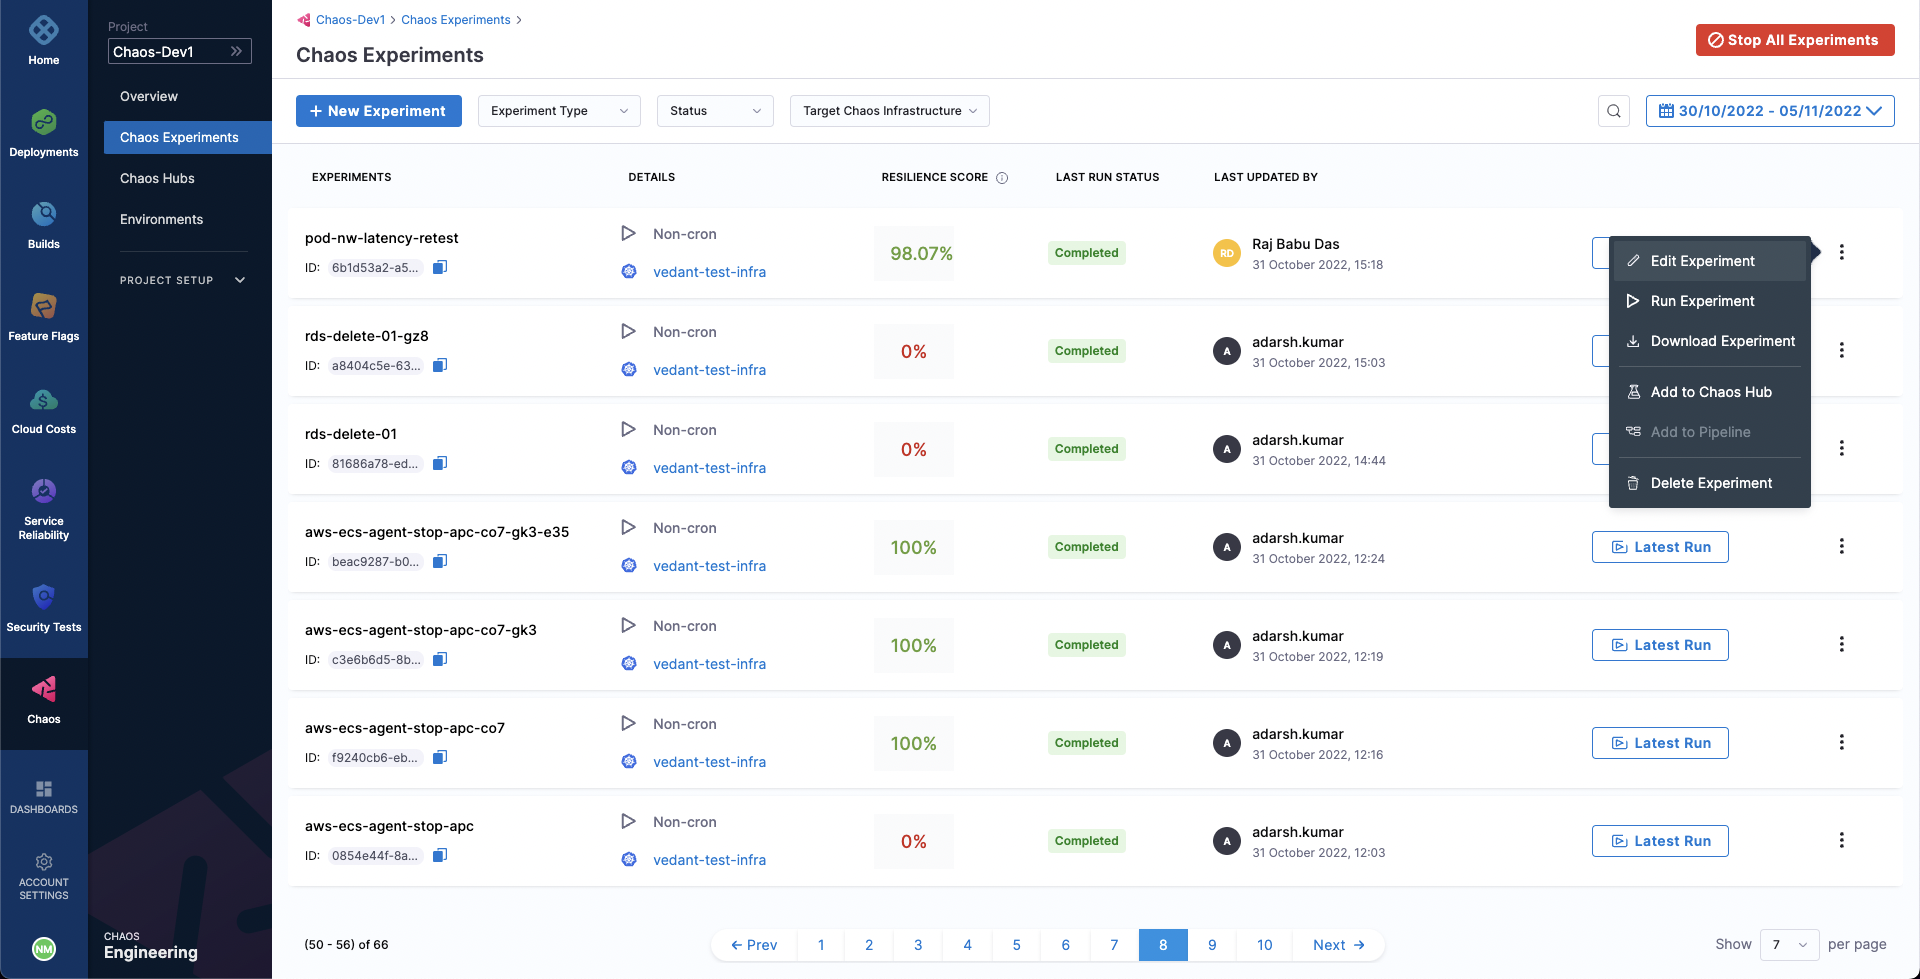 Home
Deployments
Builds
Feature Flags
Cloud Costs
Service
Reliability
Security Tests
Chaos
DASHBOARDS
ACCOUNT
SETTINGS
NM
Project
Chaos-Dev1
Overview
Chaos Experiments
Chaos Hubs
Environments
PROJECT SETUP
CHAOS
Engineering
Chaos-Dev1 > Chaos Experiments >
Chaos Experiments
Stop All Experiments
+ New Experiment
Experiment Type
Status
Target Chaos Infrastructure
30/10/2022 - 05/11/2022
EXPERIMENTS DETAILS RESILIENCE SCORE LAST RUN STATUS LAST UPDATED BY
pod-nw-latency-retest
ID: 6b1d53a2-a5...
Non-cron
vedant-test-infra
98.07%
Completed
RD
Raj Babu Das
31 October 2022, 15:18
rds-delete-01-gz8
ID: a8404c5e-63...
Non-cron
vedant-test-infra
0%
Completed
A
adarsh.kumar
31 October 2022, 15:03
rds-delete-01
ID: 81686a78-ed...
Non-cron
vedant-test-infra
0%
Completed
A
adarsh.kumar
31 October 2022, 14:44
Edit Experiment
Run Experiment
Download Experiment
Add to Chaos Hub
Add to Pipeline
Delete Experiment
aws-ecs-agent-stop-apc-co7-gk3-e35
ID: beac9287-b0...
Non-cron
vedant-test-infra
100%
Completed
A
adarsh.kumar
31 October 2022, 12:24
Latest Run
aws-ecs-agent-stop-apc-co7-gk3
ID: c3e6b6d5-8b...
Non-cron
vedant-test-infra
100%
Completed
A
adarsh.kumar
31 October 2022, 12:19
Latest Run
aws-ecs-agent-stop-apc-co7
ID: f9240cb6-eb...
Non-cron
vedant-test-infra
100%
Completed
A
adarsh.kumar
31 October 2022, 12:16
Latest Run
aws-ecs-agent-stop-apc
ID: 0854e44f-8a...
Non-cron
vedant-test-infra
0%
Completed
A
adarsh.kumar
31 October 2022, 12:03
Latest Run
(50 - 56) of 66
← Prev 1 2 3 4 5 6 7 8 9 10 Next →
Show 7 per page